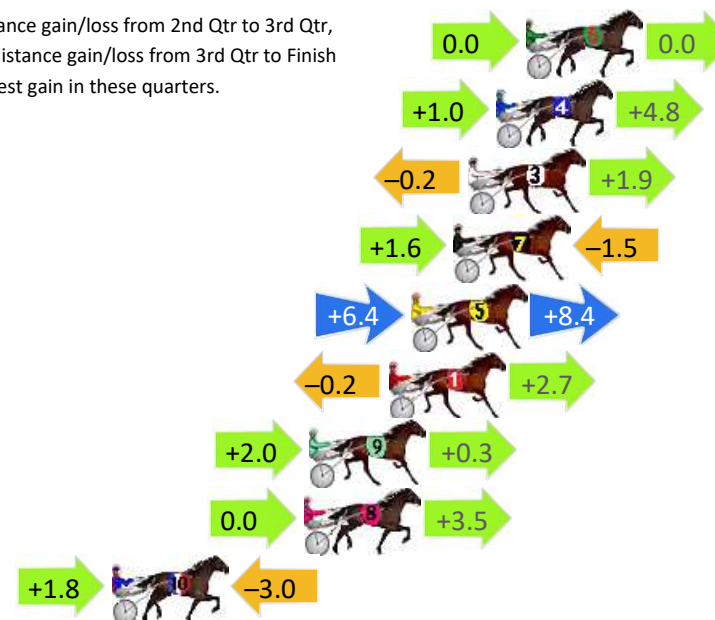 ance gain/loss from 2nd Qtr to 3rd Qtr,
istance gain/loss from 3rd Qtr to Finish
est gain in these quarters.
0.0 0.0
+1.0 4 +4.8
–0.2 3 +1.9
+1.6 7 –1.5
+6.4 5 +8.4
–0.2 1 +2.7
+2.0 9 +0.3
0.0 8 +3.5
+1.8 10 –3.0